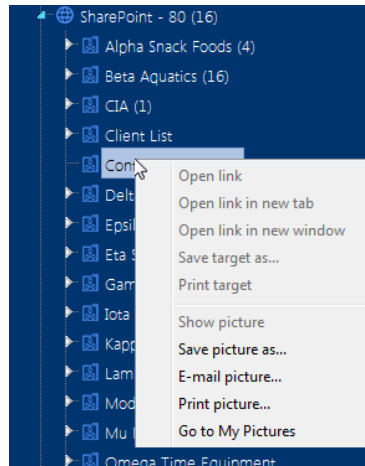 SharePoint - 80 (16)
Alpha Snack Foods (4)
Beta Aquatics (16)
CIA (1)
Client List
Cont
Delt
Epsil
Eta S
Gam
Iota
Kapp
Lam
Mod
Mu I
Omega Time Equipment
Open link
Open link in new tab
Open link in new window
Save target as...
Print target
Show picture
Save picture as...
E-mail picture...
Print picture...
Go to My Pictures